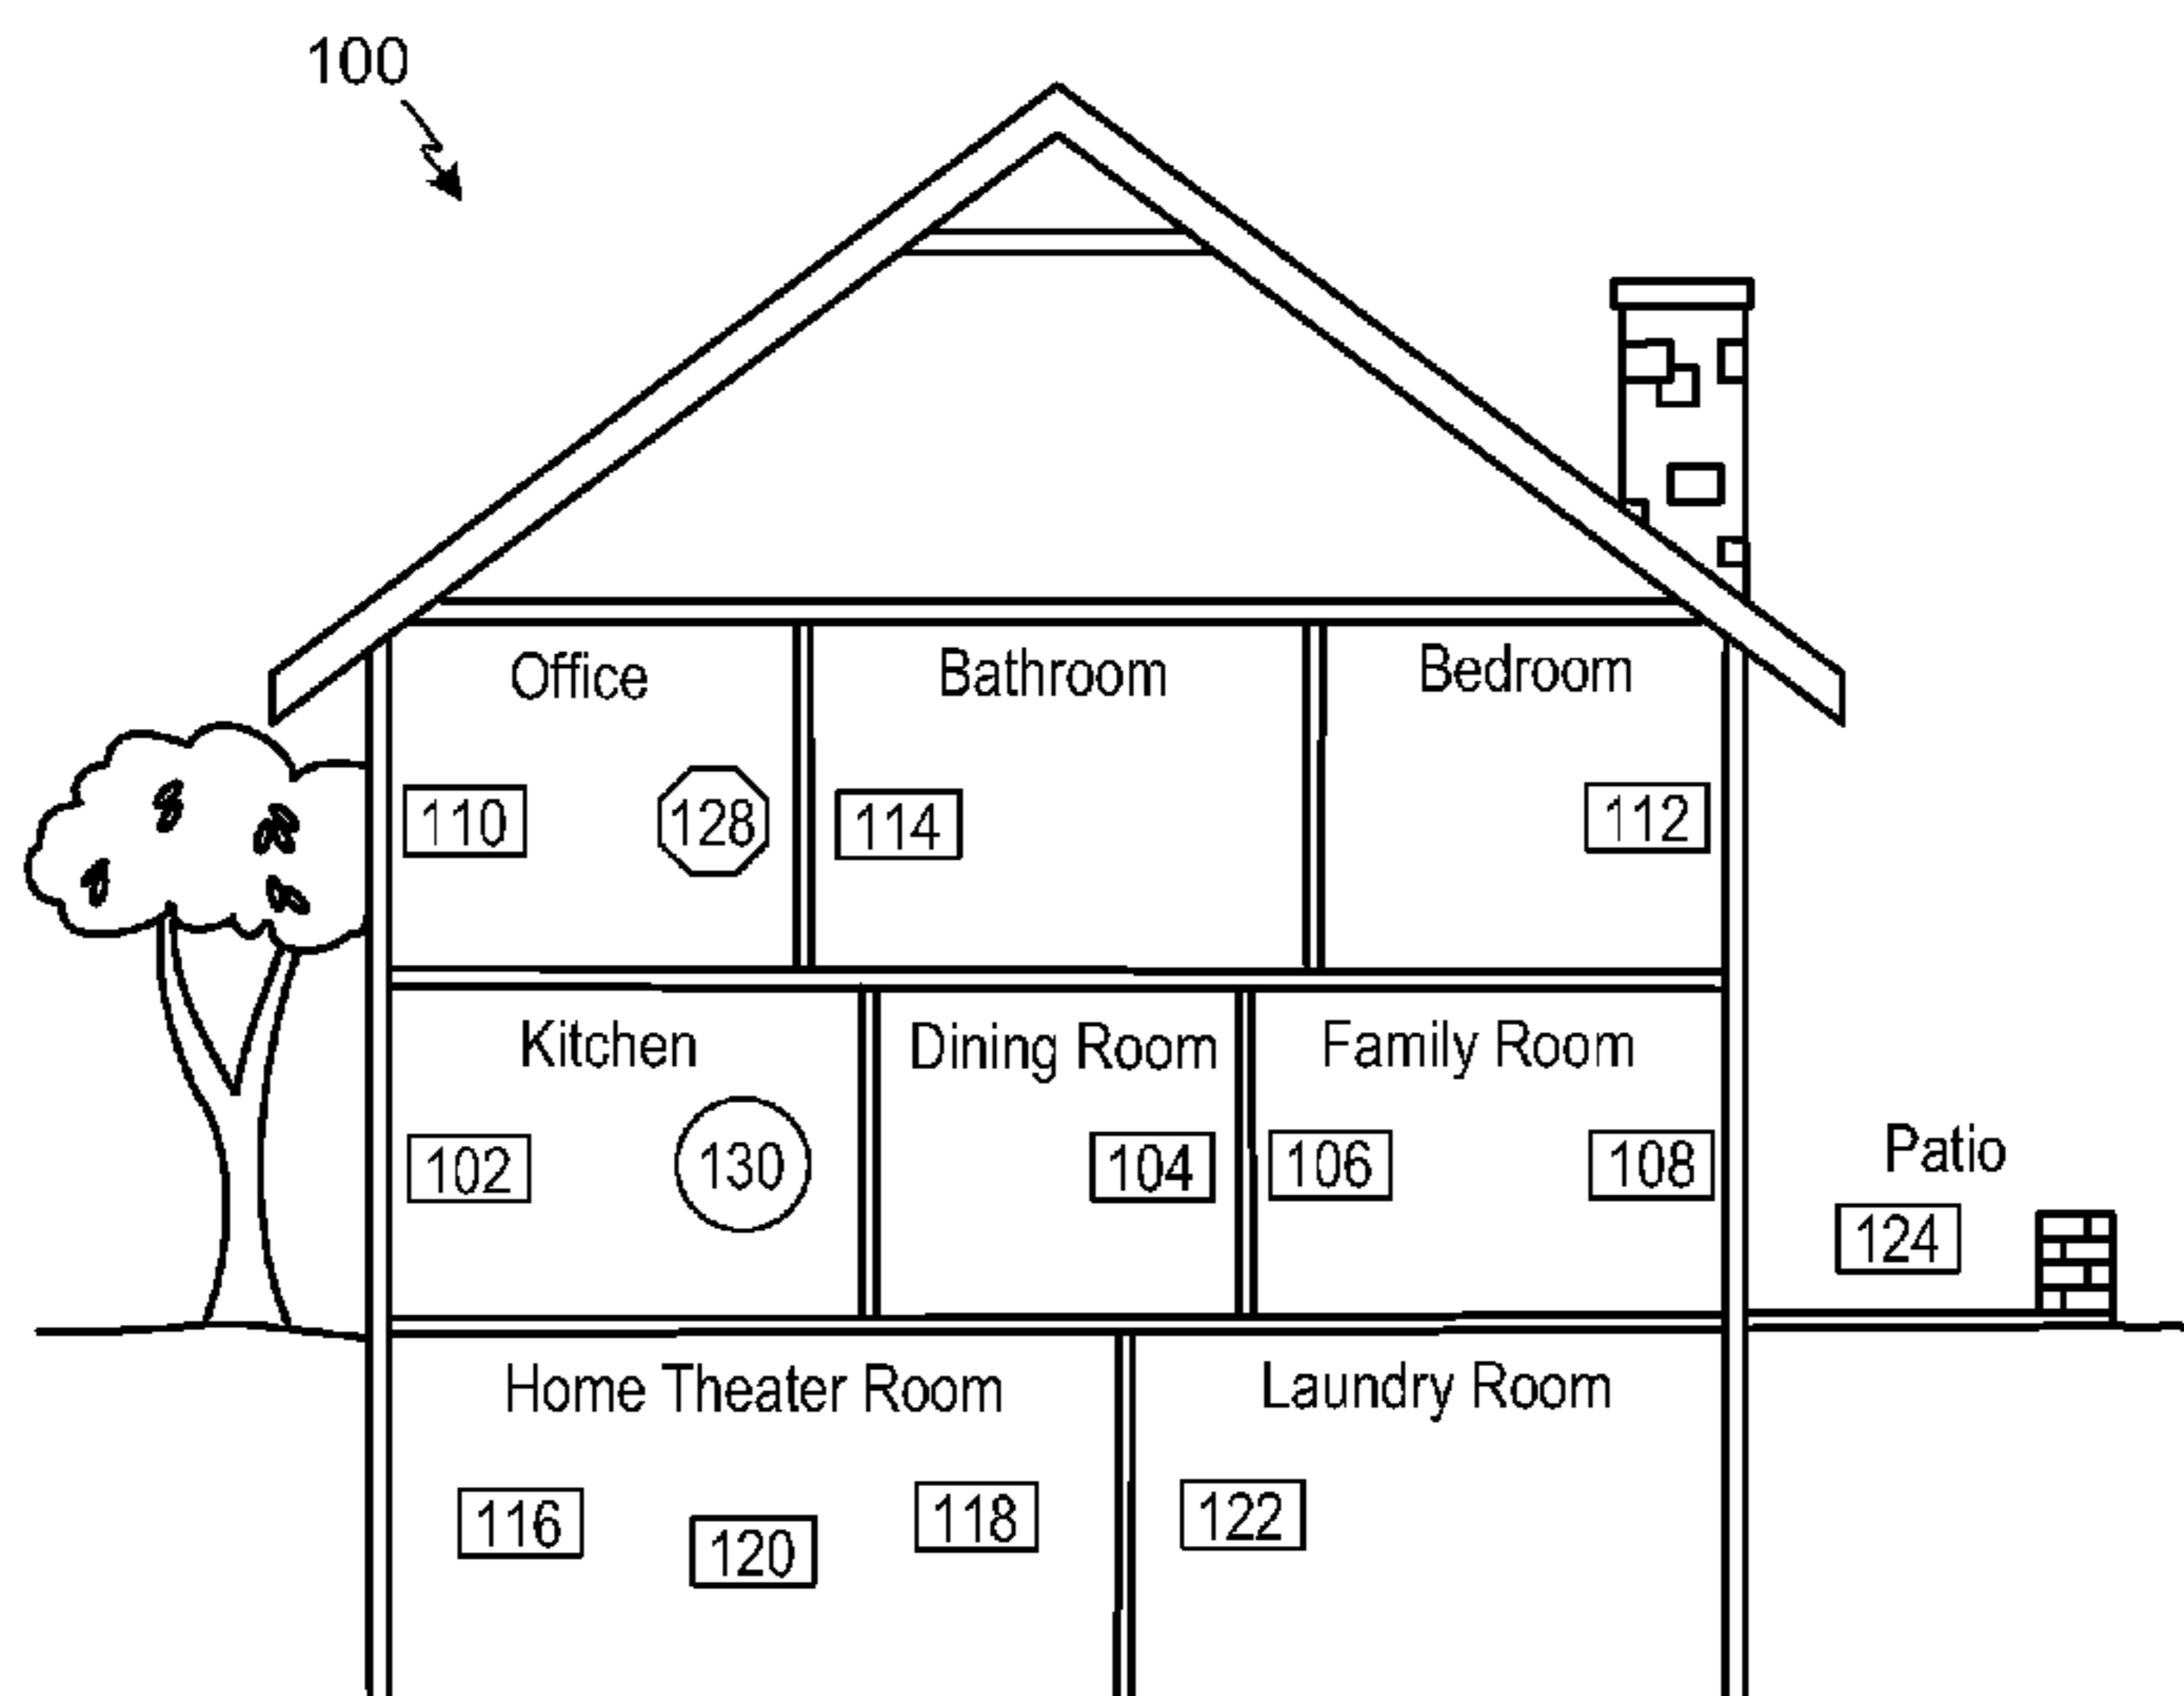 100
Office Bathroom Bedroom
110 128 114 112
Kitchen Dining Room Family Room
102 130 104 106 108
Patio
124
Home Theater Room Laundry Room
116 120 118 122